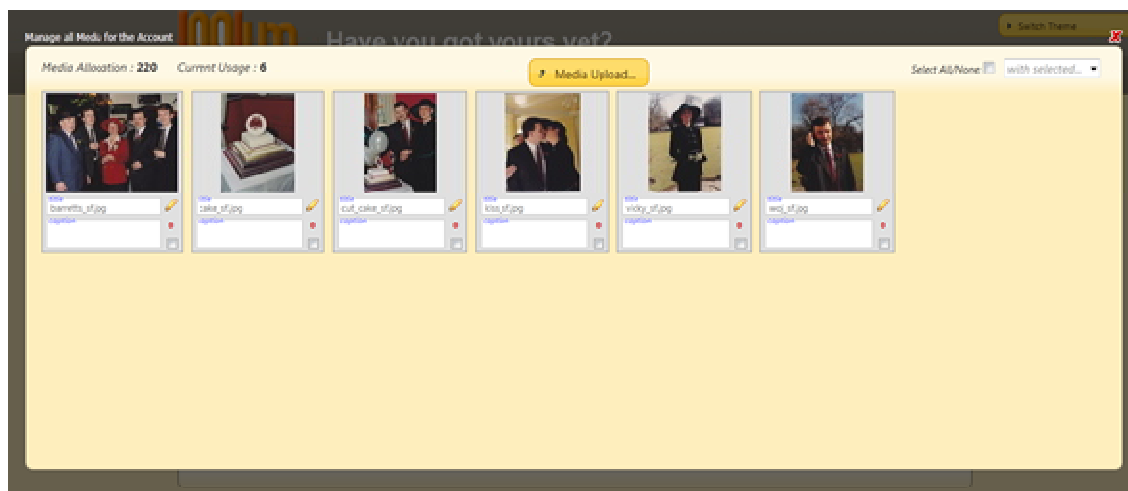 Have you got yours yet?
Switch Theme
Manage all Media for the Account
Media Allocation : 220 Current Usage : 6
Media Upload...
Select All/None with selected...
title title title title title title
barretts_sf.jpg cake_sf.jpg cut_cake_sf.jpg kiss_sf.jpg vicky_sf.jpg
caption caption caption caption caption caption